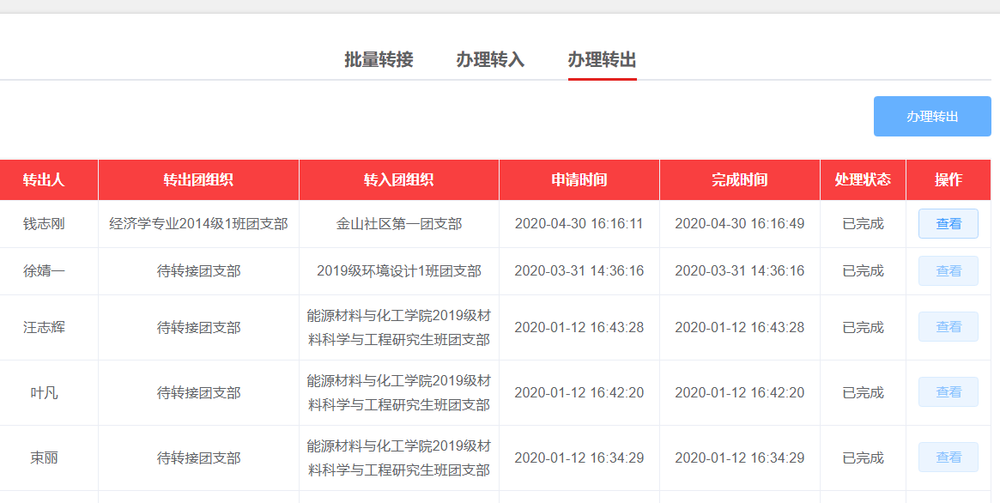 批量转接 办理转入 办理转出
办理转出
转出人 转出团组织 转入团组织 申请时间 完成时间 处理状态 操作
钱志刚 经济学专业2014级1班团支部 金山社区第一团支部 2020-04-30 16:16:11 2020-04-30 16:16:49 已完成 查看
徐婧一 待转接团支部 2019级环境设计1班团支部 2020-03-31 14:36:16 2020-03-31 14:36:16 已完成 查看
汪志辉 待转接团支部 能源材料与化工学院2019级材
料科学与工程研究生班团支部 2020-01-12 16:43:28 2020-01-12 16:43:28 已完成 查看
叶凡 待转接团支部 能源材料与化工学院2019级材
料科学与工程研究生班团支部 2020-01-12 16:42:20 2020-01-12 16:42:20 已完成 查看
束丽 待转接团支部 能源材料与化工学院2019级材
料科学与工程研究生班团支部 2020-01-12 16:34:29 2020-01-12 16:34:29 已完成 查看